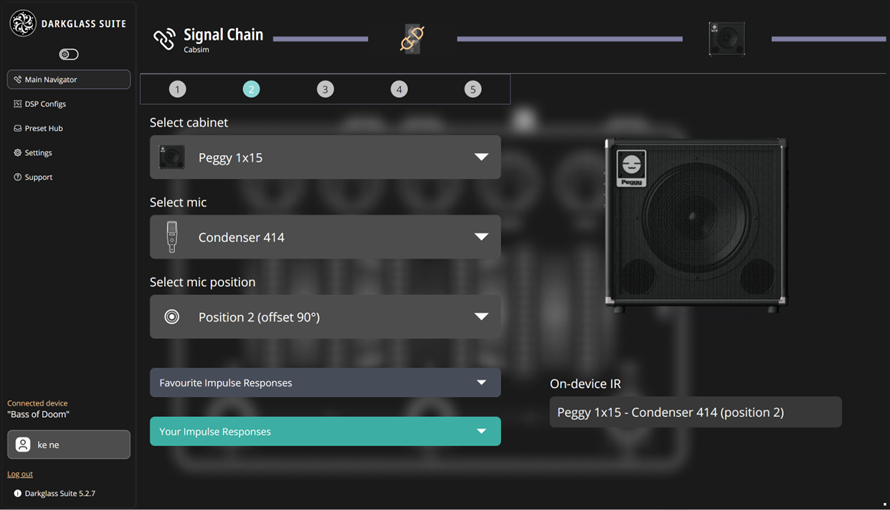 DARKGLASS SUITE
Main Navigator
DSP Configs
Preset Hub
Settings
Support
Connected device
"Bass of Doom"
ke ne
Log out
Darkglass Suite 5.2.7
Signal Chain
Cabsim
1 2 3 4 5
Select cabinet
Peggy 1x15
Select mic
Condenser 414
Select mic position
Position 2 (offset 90°)
Favourite Impulse Responses
Your Impulse Responses
Peggy
On-device IR
Peggy 1x15 - Condenser 414 (position 2)